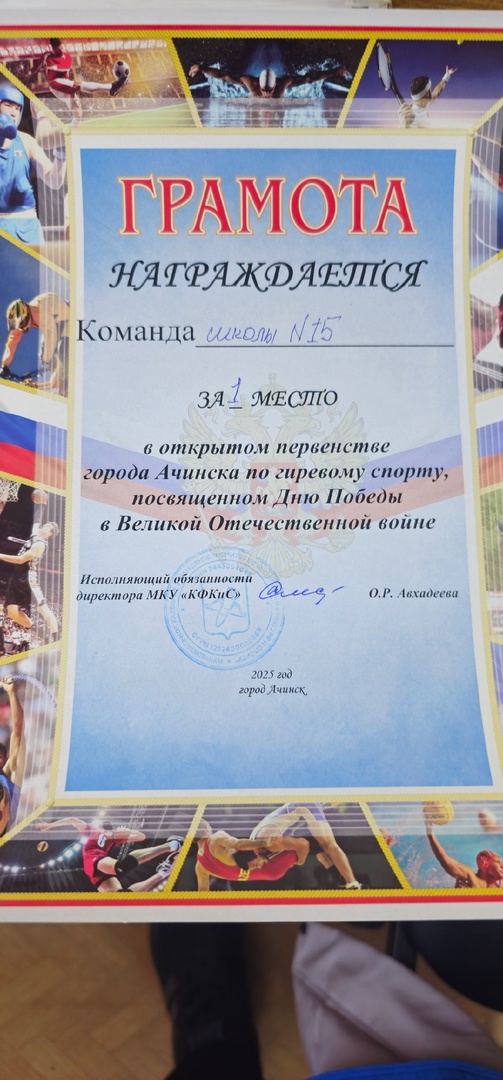 ГРАМОТА
НАГРАЖДАЕТСЯ
Команда школы N15
ЗА 1 МЕСТО
в открытом первенстве
города Ачинска по гиревому спорту,
посвященном Дню Победы
в Великой Отечественной войне
Исполняющий обязанности
директора МКУ «КФКиС» О.Р. Авхадеева
2025 год
город Ачинск